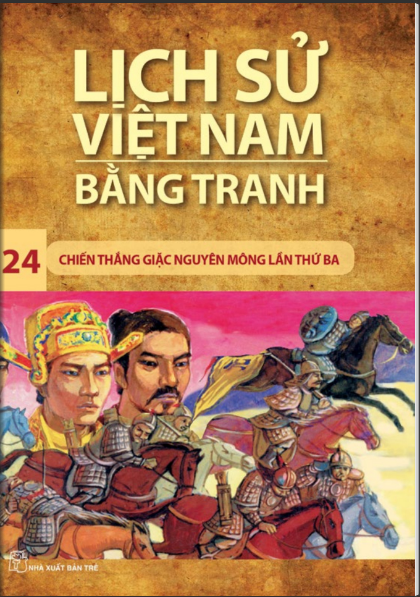 LỊCH SỬ
VIỆT NAM
BẰNG TRANH
24
CHIẾN THẮNG GIẶC NGUYÊN MÔNG LẦN THỨ BA
NHÀ XUẤT BẢN TRẺ